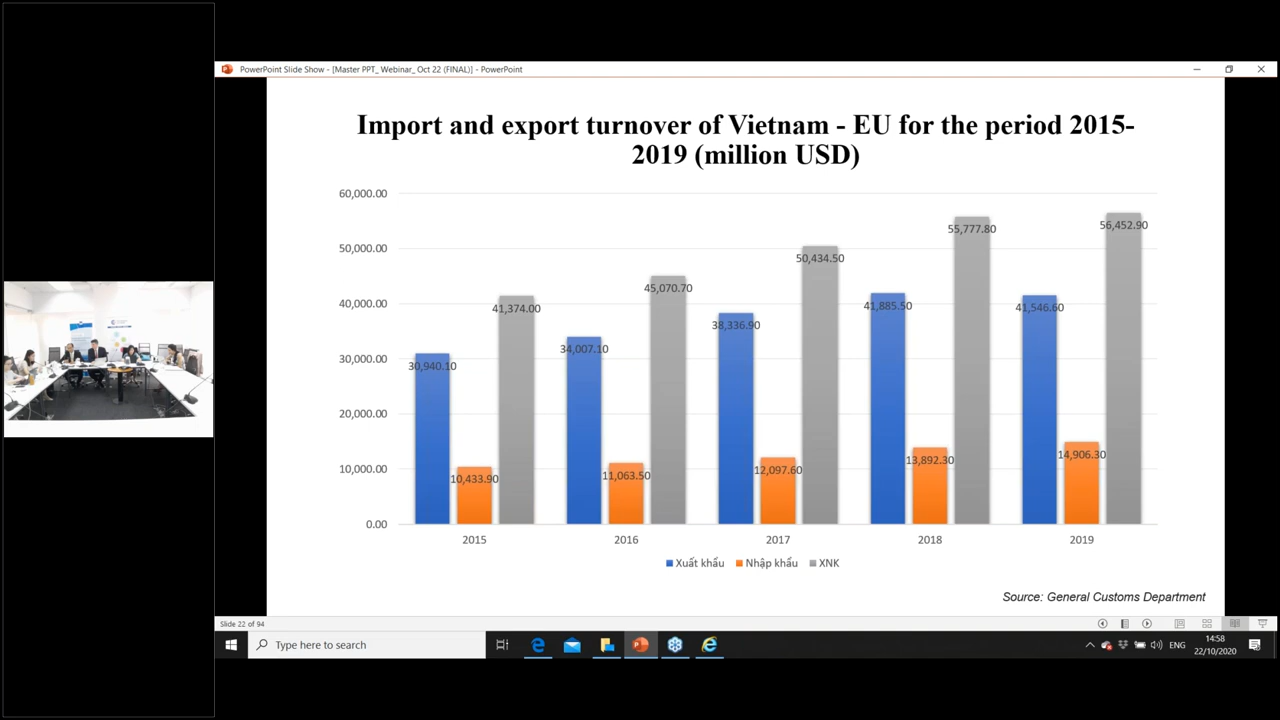 PowerPoint Slide Show - [Master PPT_ Webinar_ Oct 22 (FINAL)] - PowerPoint
Import and export turnover of Vietnam - EU for the period 2015-
2019 (million USD)
60,000.00
50,000.00
40,000.00
30,000.00
20,000.00
10,000.00
0.00
30,940.10
10,433.90
41,374.00
34,007.10
11,063.50
45,070.70
38,336.90
12,097.60
50,434.50
41,885.50
13,892.30
55,777.80
41,546.60
14,906.30
56,452.90
2015 2016 2017 2018 2019
Xuất khẩu Nhập khẩu XNK
Source: General Customs Department
Slide 22 of 94
Type here to search
ENG
14:58
22/10/2020